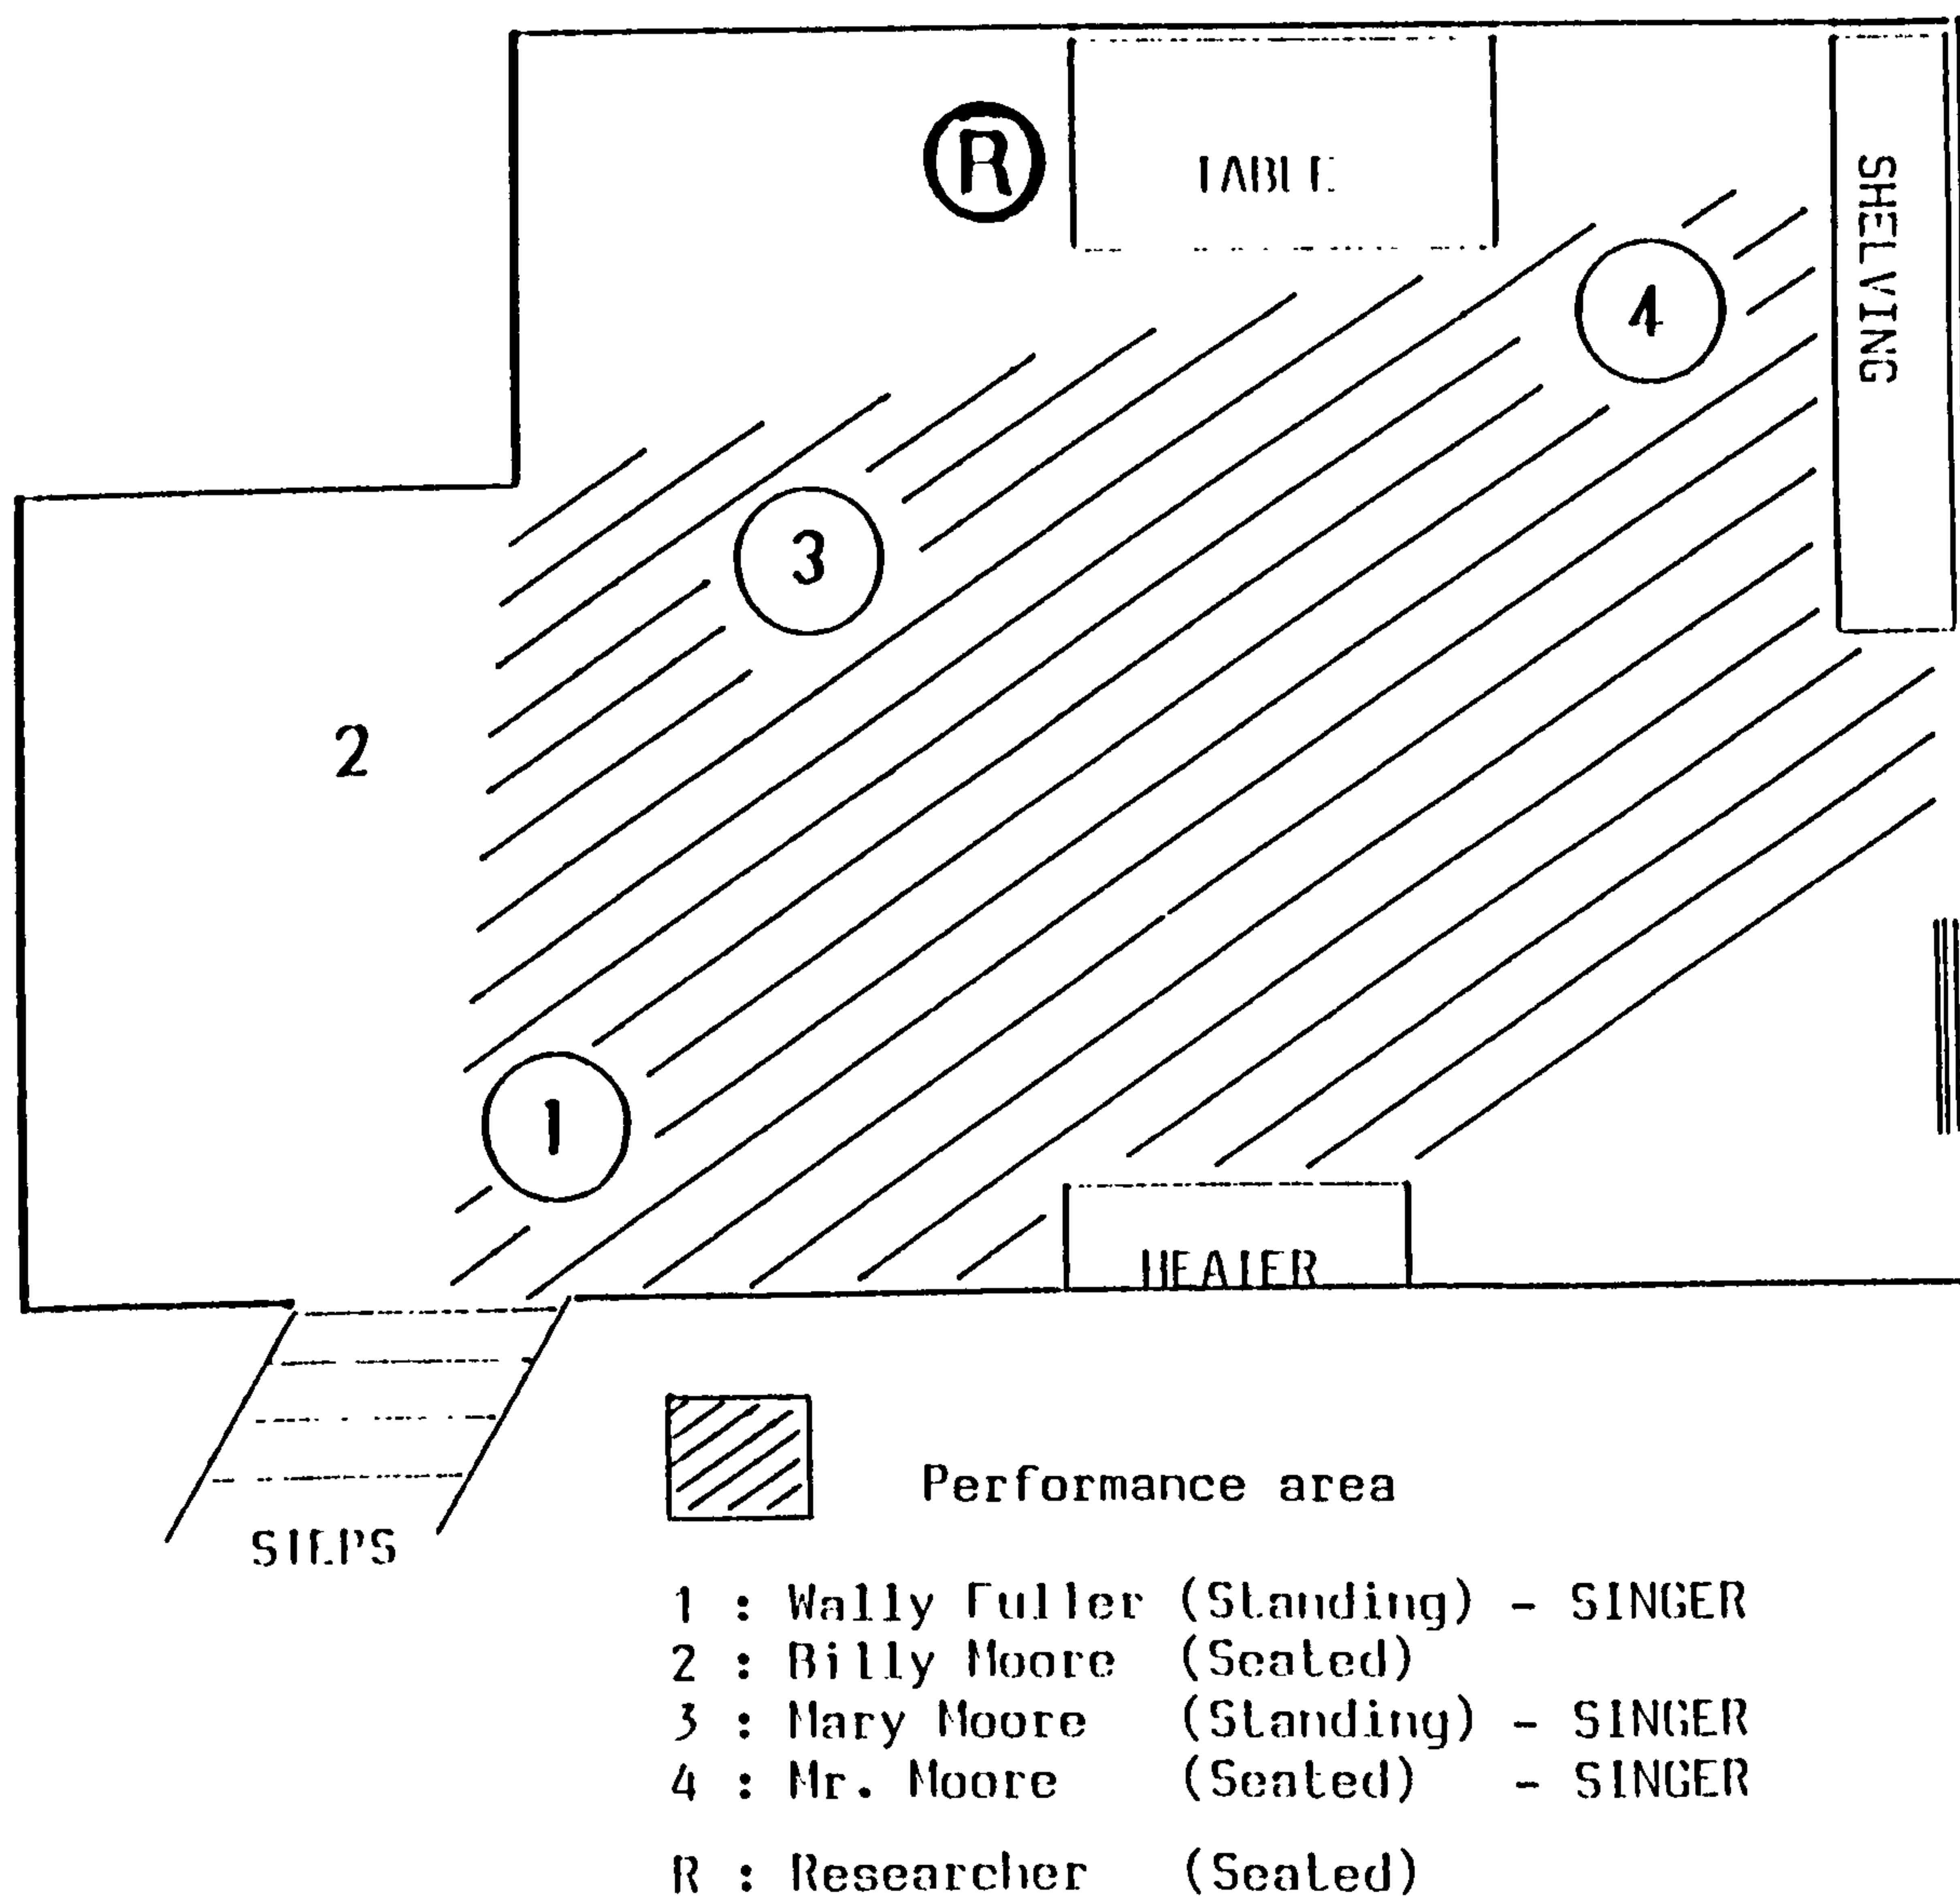 R
TABLE
SHELVING
4
3
2
1
HEATER
STEPS
Performance area
1 : Wally Fuller (Standing) - SINGER
2 : Billy Moore (Seated)
3 : Mary Moore (Standing) - SINGER
4 : Mr. Moore (Seated) - SINGER
R : Researcher (Seated)